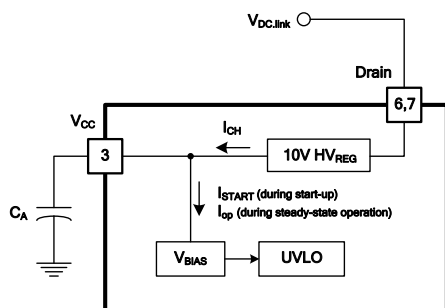 VDC.link
Drain
6,7
VCC
ICH
3
10V HVREG
ISTART (during start-up)
Iop (during steady-state operation)
CA
VBIAS
UVLO